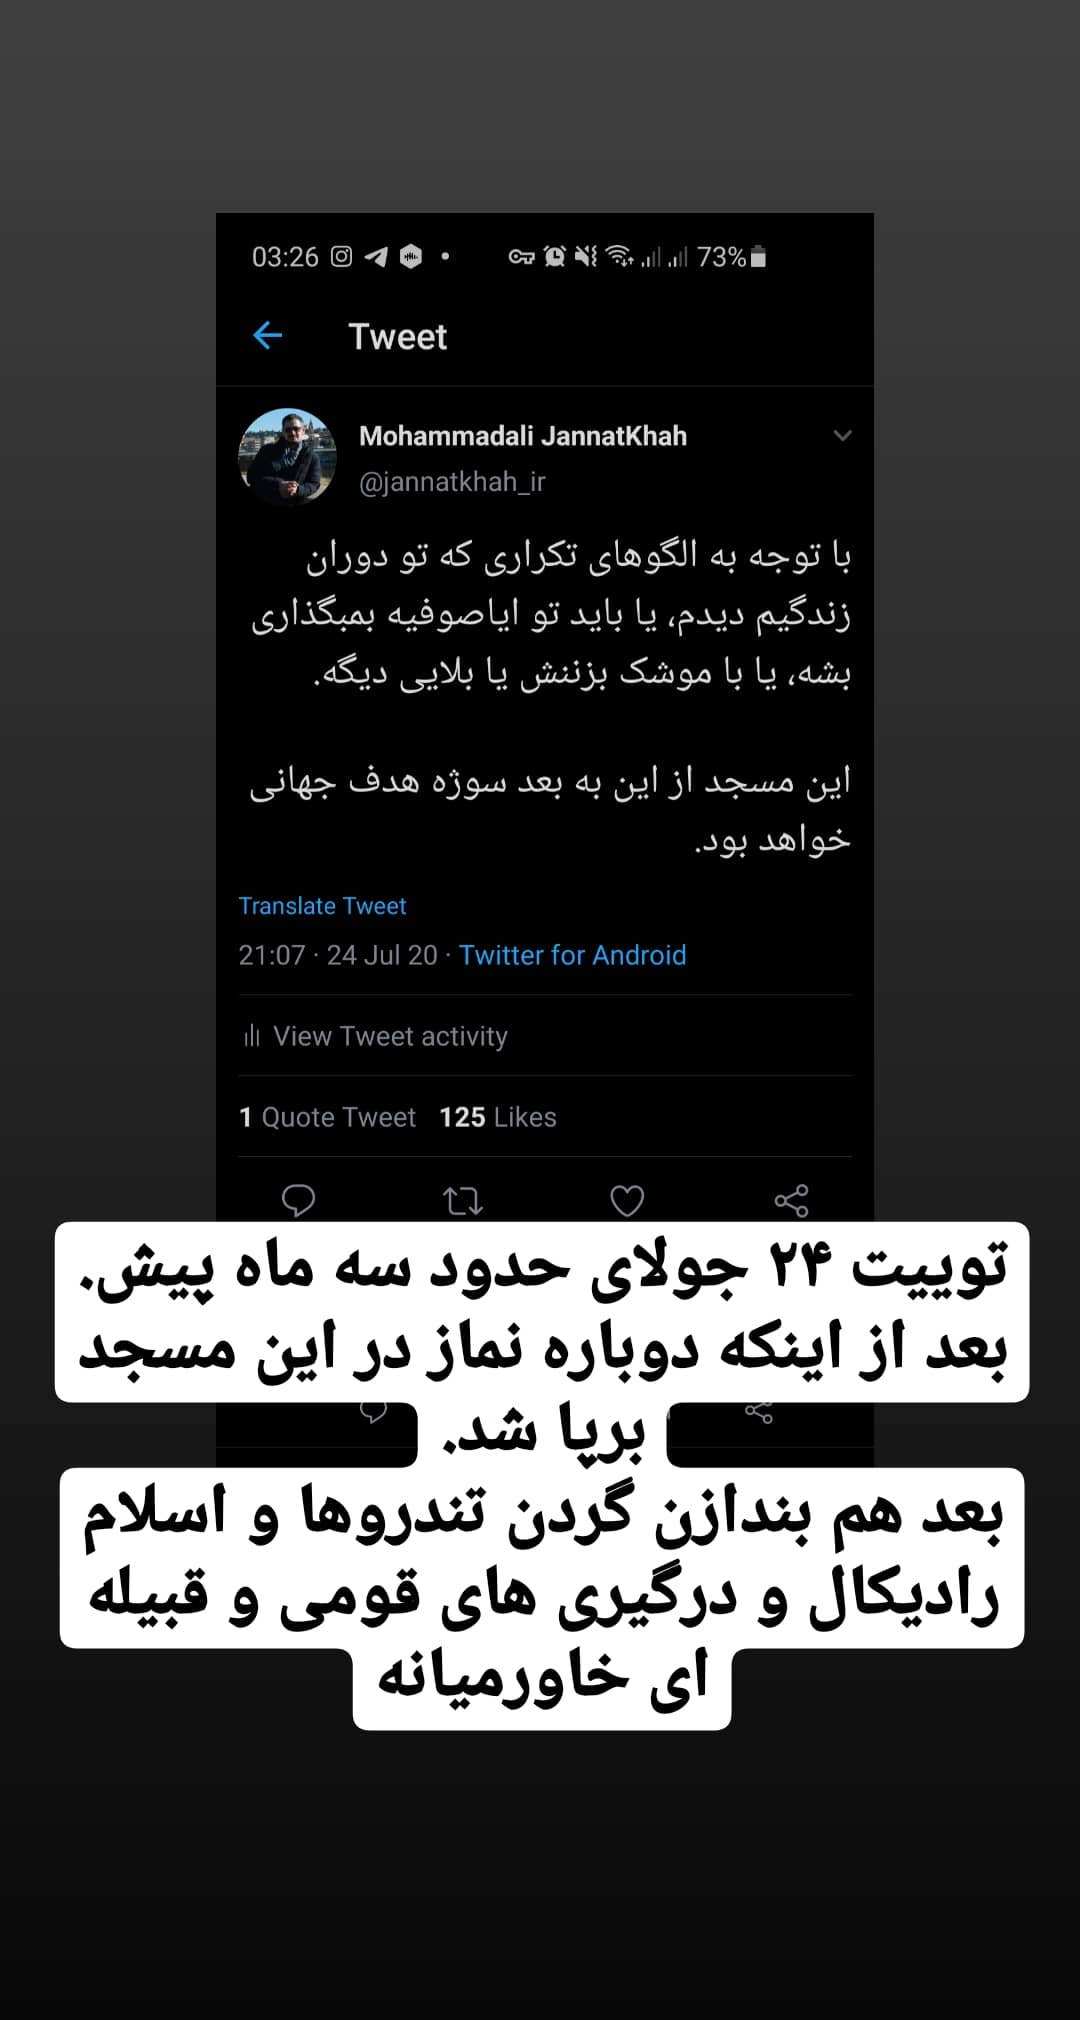 03:26
73%
Tweet
Mohammadali JannatKhah
@jannatkhah_ir
با توجه به الگوهای تکراری که تو دوران
زندگیم دیدم، یا باید تو ایاصوفیه بمبگذاری
بشه، یا با موشک بزننش یا بلایی دیگه.
این مسجد از این به بعد سوژه هدف جهانی
خواهد بود.
Translate Tweet
21:07 · 24 Jul 20 · Twitter for Android
View Tweet activity
1 Quote Tweet 125 Likes
توییت ۲۴ جولای حدود سه ماه پیش.
بعد از اینکه دوباره نماز در این مسجد
برپا شد.
بعد هم بندازن گردن تندروها و اسلام
رادیکال و درگیری های قومی و قبیله
ای خاورمیانه